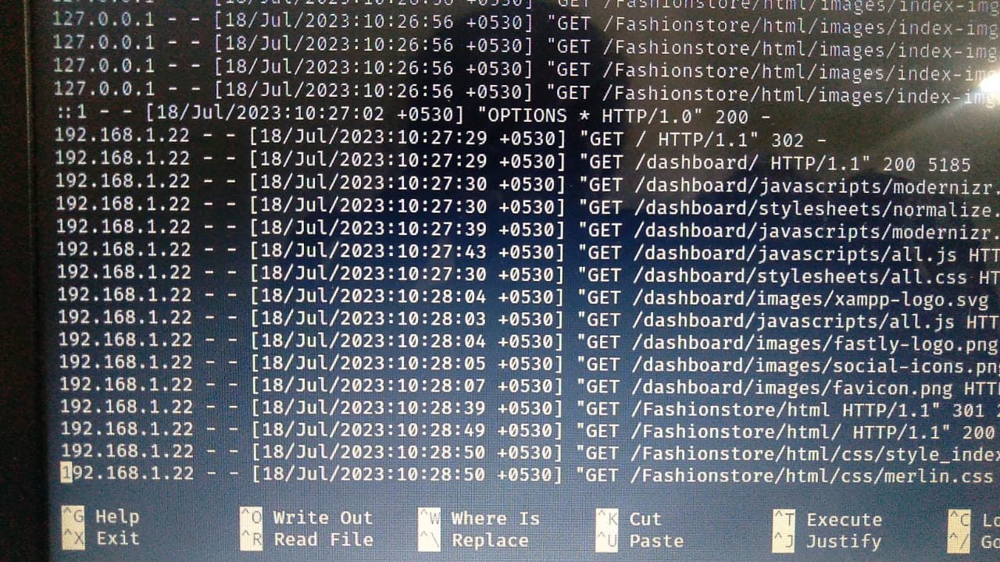 127.0.0.1 - - [18/Jul/2023:10:26:56 +0530] "GET /Fashionstore/html/images/index-img
127.0.0.1 - - [18/Jul/2023:10:26:56 +0530] "GET /Fashionstore/html/images/index-img
127.0.0.1 - - [18/Jul/2023:10:26:56 +0530] "GET /Fashionstore/html/images/index-img
127.0.0.1 - - [18/Jul/2023:10:26:56 +0530] "GET /Fashionstore/html/images/index-img
127.0.0.1 - - [18/Jul/2023:10:26:56 +0530] "GET /Fashionstore/html/images/index-img
::1 - - [18/Jul/2023:10:27:02 +0530] "OPTIONS * HTTP/1.0" 200 -
192.168.1.22 - - [18/Jul/2023:10:27:29 +0530] "GET / HTTP/1.1" 302 -
192.168.1.22 - - [18/Jul/2023:10:27:29 +0530] "GET /dashboard/ HTTP/1.1" 200 5185
192.168.1.22 - - [18/Jul/2023:10:27:30 +0530] "GET /dashboard/javascripts/modernizr.
192.168.1.22 - - [18/Jul/2023:10:27:30 +0530] "GET /dashboard/stylesheets/normalize.
192.168.1.22 - - [18/Jul/2023:10:27:39 +0530] "GET /dashboard/javascripts/modernizr.
192.168.1.22 - - [18/Jul/2023:10:27:43 +0530] "GET /dashboard/javascripts/all.js HTT
192.168.1.22 - - [18/Jul/2023:10:27:30 +0530] "GET /dashboard/stylesheets/all.css HT
192.168.1.22 - - [18/Jul/2023:10:28:04 +0530] "GET /dashboard/images/xampp-logo.svg
192.168.1.22 - - [18/Jul/2023:10:28:03 +0530] "GET /dashboard/javascripts/all.js HTT
192.168.1.22 - - [18/Jul/2023:10:28:04 +0530] "GET /dashboard/images/fastly-logo.png
192.168.1.22 - - [18/Jul/2023:10:28:05 +0530] "GET /dashboard/images/social-icons.png
192.168.1.22 - - [18/Jul/2023:10:28:07 +0530] "GET /dashboard/images/favicon.png HTT
192.168.1.22 - - [18/Jul/2023:10:28:39 +0530] "GET /Fashionstore/html HTTP/1.1" 301
192.168.1.22 - - [18/Jul/2023:10:28:49 +0530] "GET /Fashionstore/html/ HTTP/1.1" 200
192.168.1.22 - - [18/Jul/2023:10:28:50 +0530] "GET /Fashionstore/html/css/style_index
192.168.1.22 - - [18/Jul/2023:10:28:50 +0530] "GET /Fashionstore/html/css/merlin.css
^G Help ^O Write Out ^W Where Is ^K Cut ^T Execute ^C Lo
^X Exit ^R Read File ^\ Replace ^U Paste ^J Justify ^/ Go